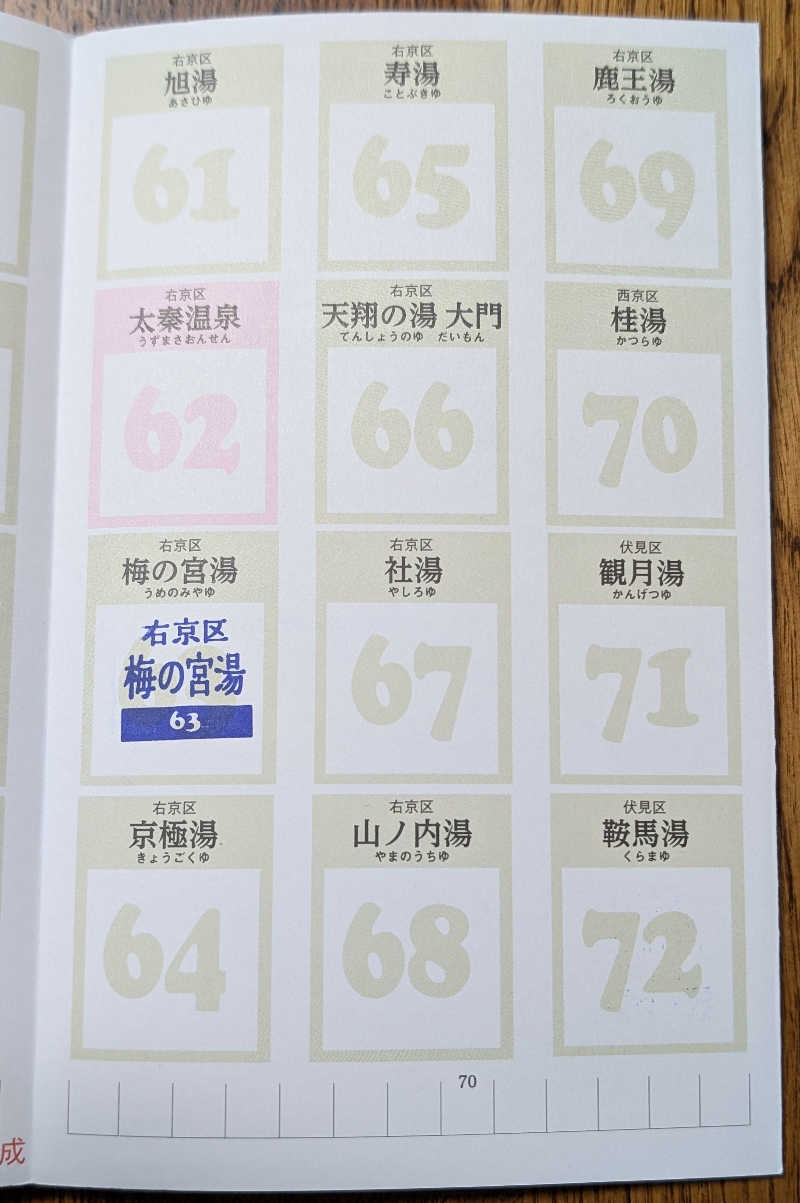 右京区
旭湯
あさひゆ
61
右京区
太秦温泉
うずまさおんせん
62
右京区
梅の宮湯
うめのみやゆ
右京区
梅の宮湯
63
右京区
京極湯
きょうごくゆ
64
右京区
寿湯
ことぶきゆ
65
右京区
天翔の湯 大門
てんしょうのゆ だいもん
66
右京区
社湯
やしろゆ
67
右京区
山ノ内湯
やまのうちゆ
68
右京区
鹿王湯
ろくおうゆ
69
西京区
桂湯
かつらゆ
70
伏見区
観月湯
かんげつゆ
71
伏見区
鞍馬湯
くらまゆ
72
70
成